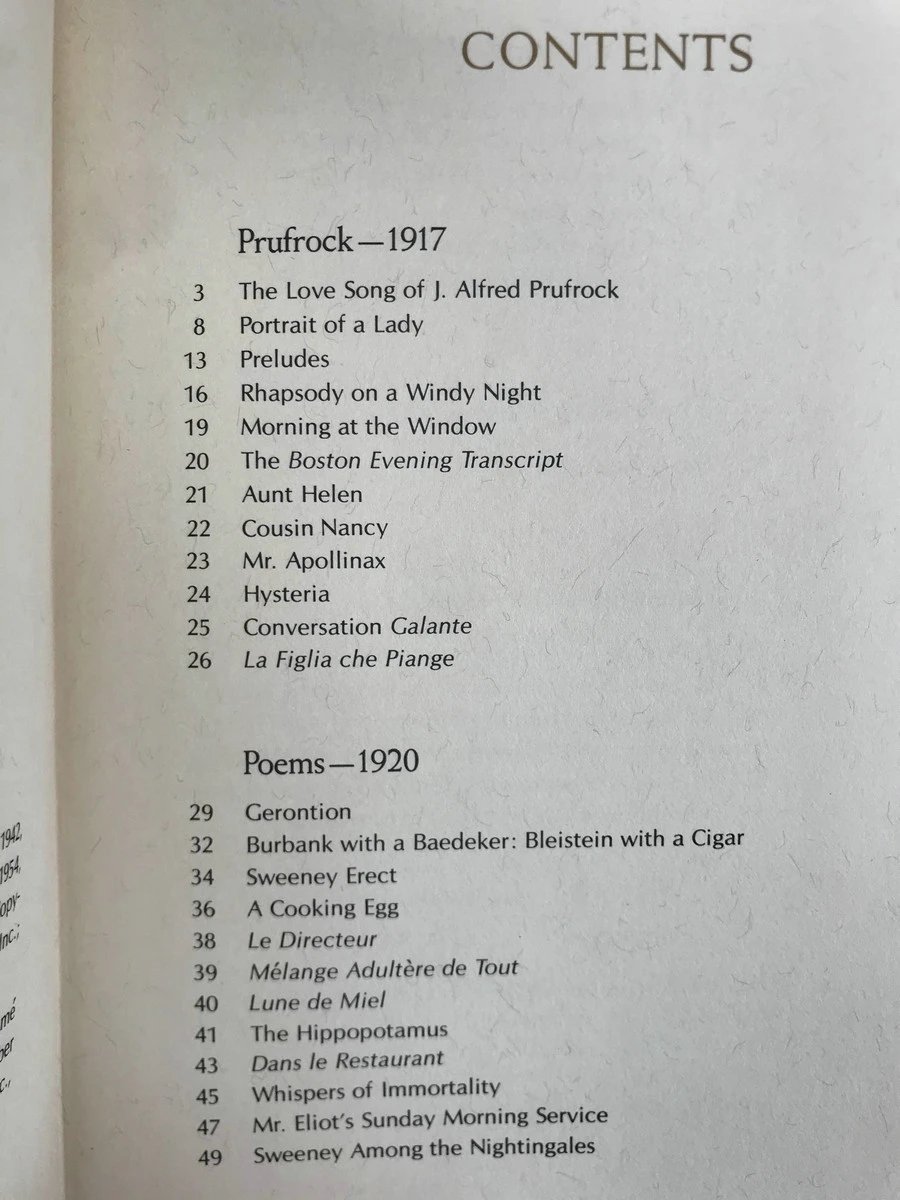 CONTENTS
Prufrock—1917
3 The Love Song of J. Alfred Prufrock
8 Portrait of a Lady
13 Preludes
16 Rhapsody on a Windy Night
19 Morning at the Window
20 The Boston Evening Transcript
21 Aunt Helen
22 Cousin Nancy
23 Mr. Apollinax
24 Hysteria
25 Conversation Galante
26 La Figlia che Piange
Poems—1920
29 Gerontion
32 Burbank with a Baedeker: Bleistein with a Cigar
34 Sweeney Erect
36 A Cooking Egg
38 Le Directeur
39 Mélange Adultère de Tout
40 Lune de Miel
41 The Hippopotamus
43 Dans le Restaurant
45 Whispers of Immortality
47 Mr. Eliot's Sunday Morning Service
49 Sweeney Among the Nightingales
1942,
1954,
opy-
Inc.;
mé